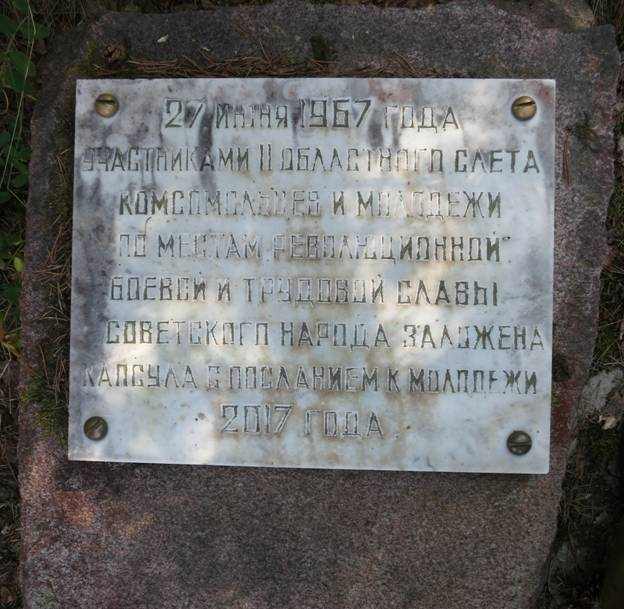 27 июня 1967 года
участниками II областного слета
комсомольцев и молодежи
по местам революционной
боевой и трудовой славы
советского народа заложена
капсула с посланием к молодежи
2017 года